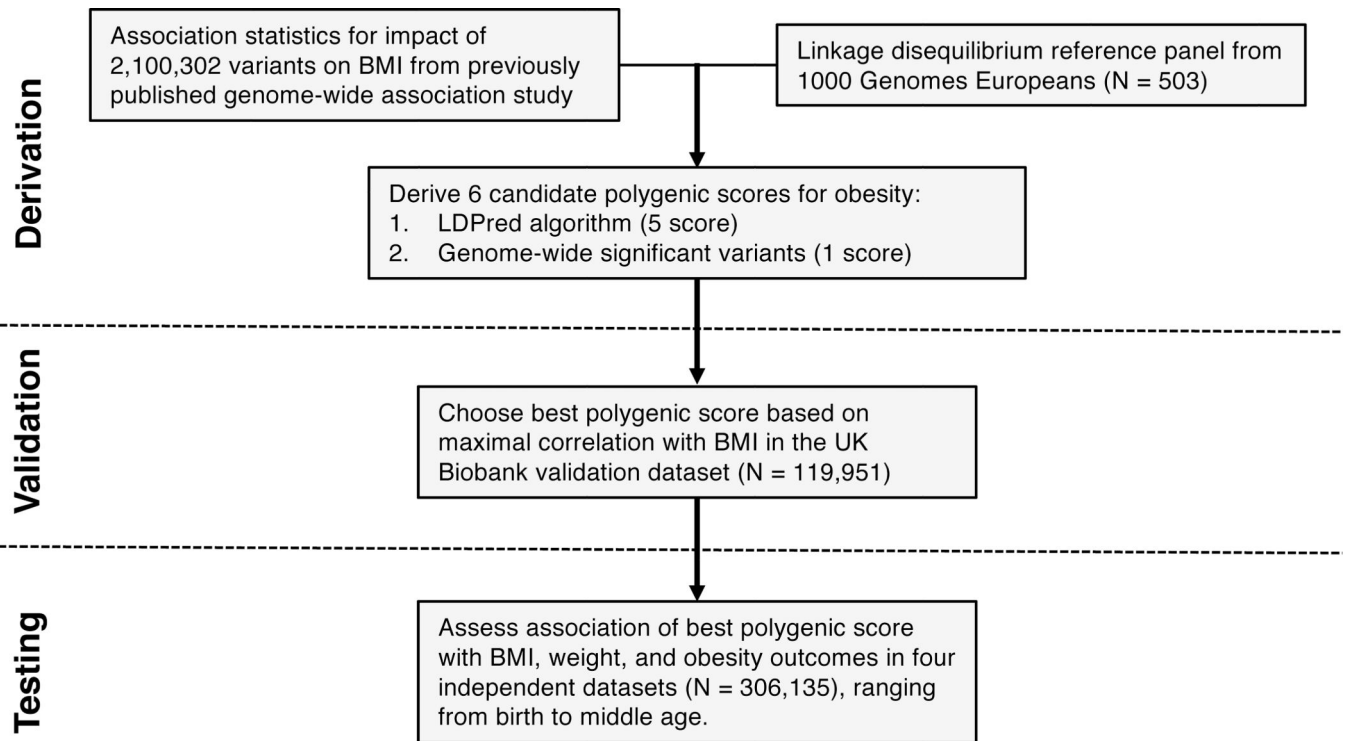 Derivation
Association statistics for impact of
2,100,302 variants on BMI from previously
published genome-wide association study
Linkage disequilibrium reference panel from
1000 Genomes Europeans (N = 503)
Derive 6 candidate polygenic scores for obesity:
1. LDPred algorithm (5 score)
2. Genome-wide significant variants (1 score)
Validation
Choose best polygenic score based on
maximal correlation with BMI in the UK
Biobank validation dataset (N = 119,951)
Testing
Assess association of best polygenic score
with BMI, weight, and obesity outcomes in four
independent datasets (N = 306,135), ranging
from birth to middle age.